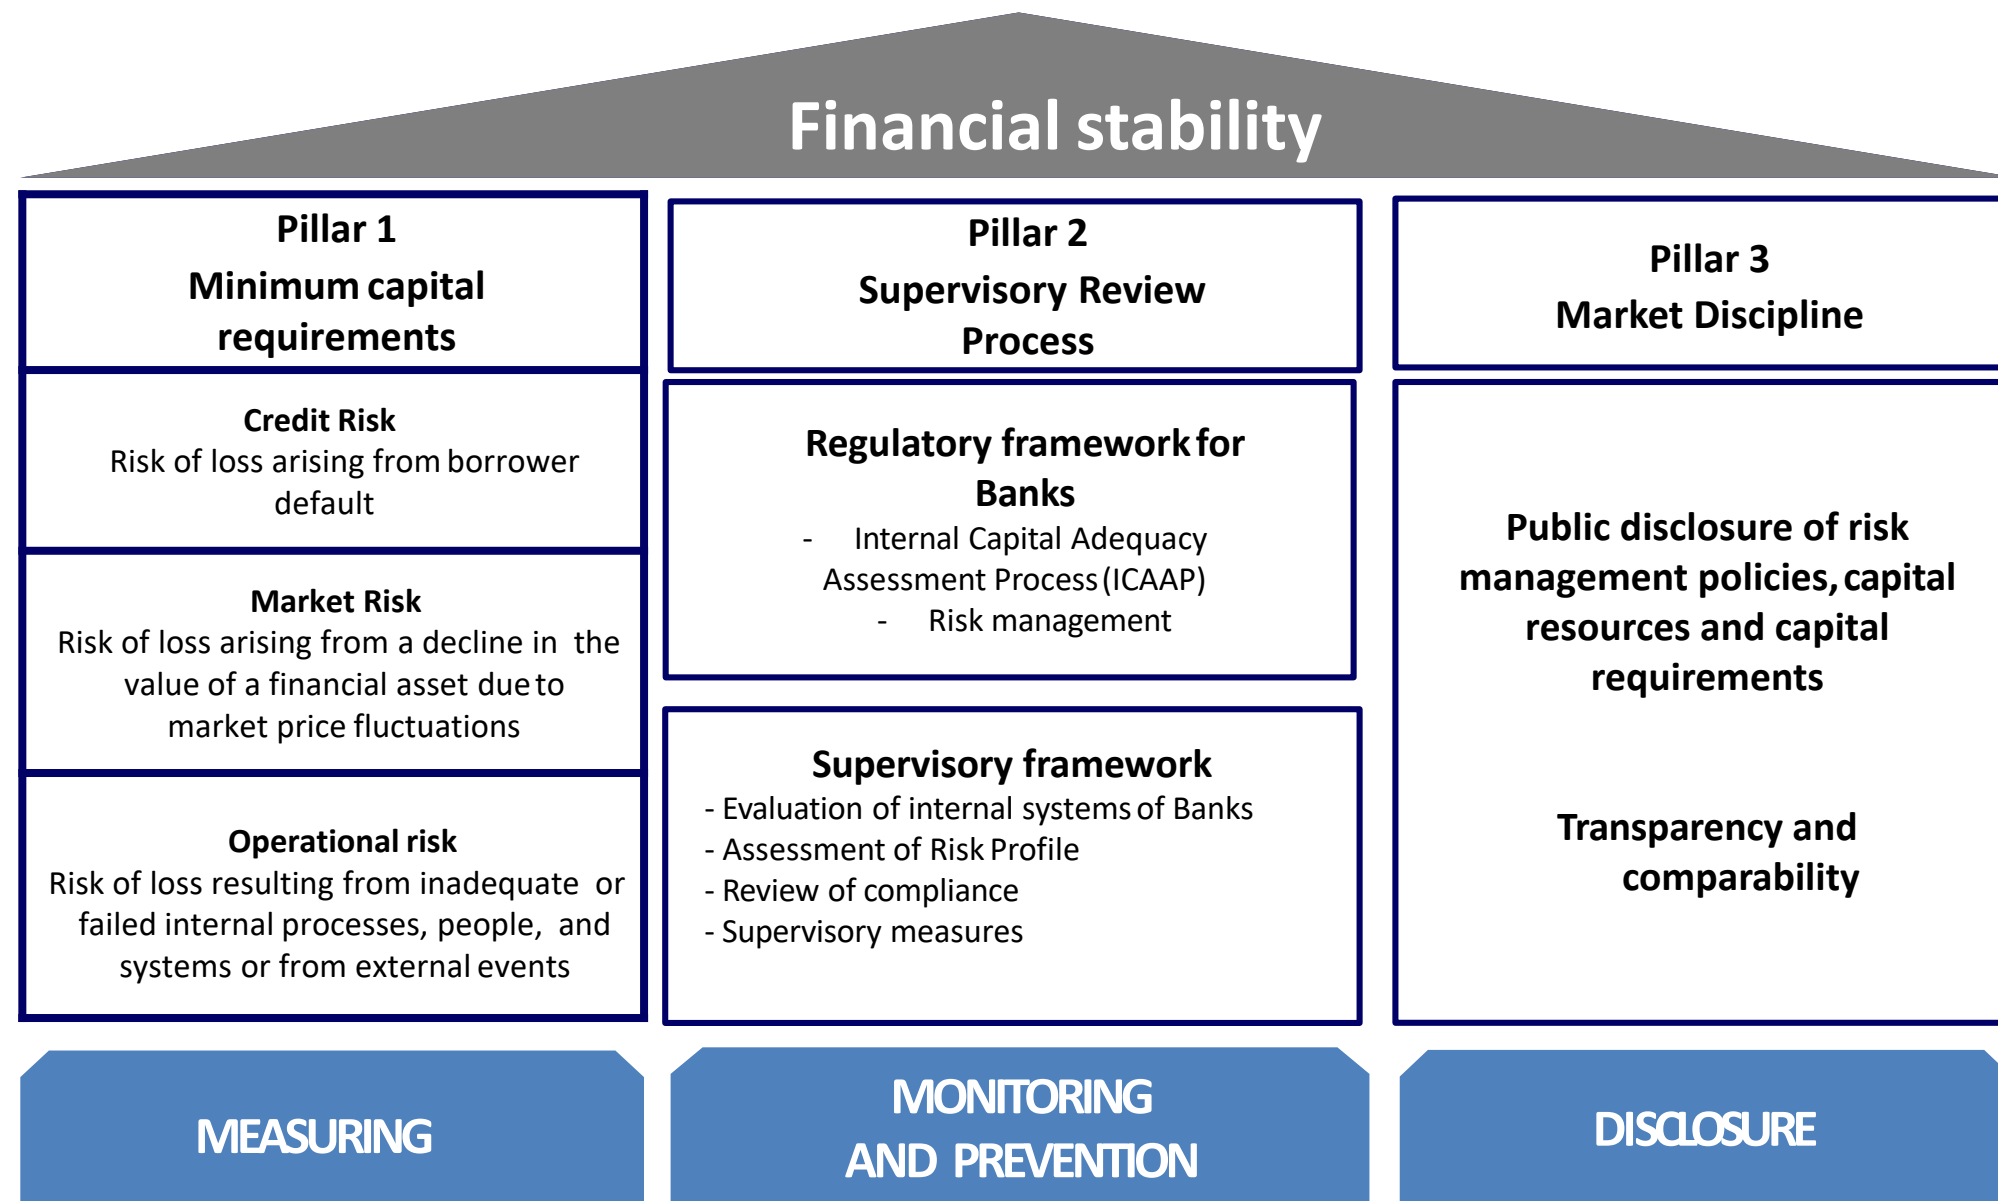 Financial stability
Pillar 1
Minimum capital
requirements
Credit Risk
Risk of loss arising from borrower
default
Market Risk
Risk of loss arising from a decline in the
value of a financial asset due to
market price fluctuations
Operational risk
Risk of loss resulting from inadequate or
failed internal processes, people, and
systems or from external events
MEASURING
Pillar 2
Supervisory Review
Process
Regulatory framework for
Banks
- Internal Capital Adequacy
Assessment Process (ICAAP)
- Risk management
Supervisory framework
- Evaluation of internal systems of Banks
- Assessment of Risk Profile
- Review of compliance
- Supervisory measures
MONITORING
AND PREVENTION
Pillar 3
Market Discipline
Public disclosure of risk
management policies, capital
resources and capital
requirements
Transparency and
comparability
DISCLOSURE